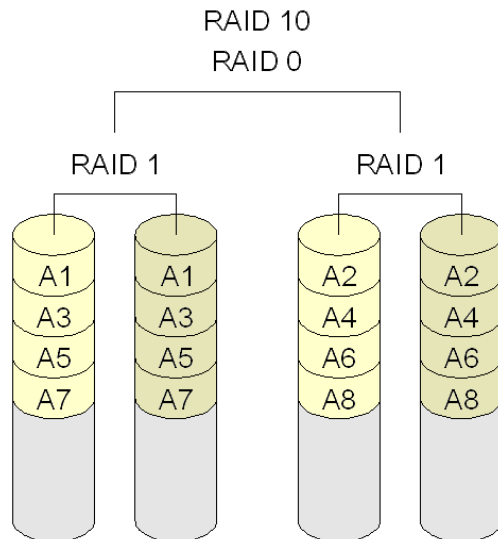 RAID 10
RAID 0
RAID 1 RAID 1
A1 A1 A2 A2
A3 A3 A4 A4
A5 A5 A6 A6
A7 A7 A8 A8